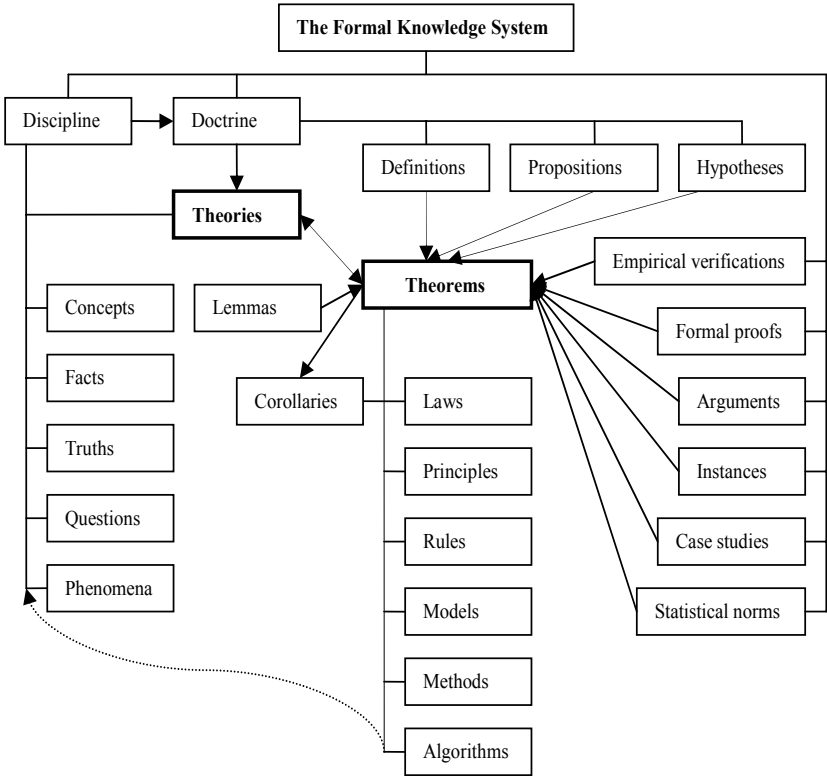 The Formal Knowledge System
Discipline
Doctrine
Definitions
Propositions
Hypotheses
Theories
Theorems
Empirical verifications
Concepts
Lemmas
Formal proofs
Facts
Corollaries
Laws
Arguments
Truths
Principles
Instances
Questions
Rules
Case studies
Phenomena
Models
Statistical norms
Methods
Algorithms